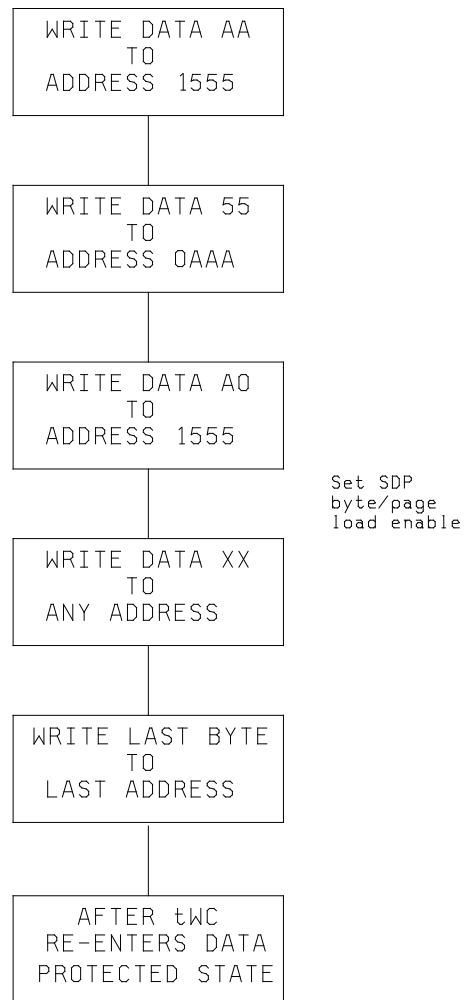 WRITE DATA AA
TO
ADDRESS 1555
WRITE DATA 55
TO
ADDRESS 0AAA
WRITE DATA A0
TO
ADDRESS 1555
Set SDP
byte/page
load enable
WRITE DATA XX
TO
ANY ADDRESS
WRITE LAST BYTE
TO
LAST ADDRESS
AFTER tWC
RE-ENTERS DATA
PROTECTED STATE